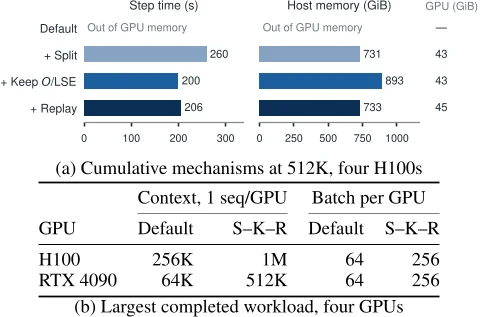 Step time (s) Host memory (GiB) GPU (GiB)
Default Out of GPU memory Out of GPU memory —
+ Split 260 731 43
+ Keep O/LSE 200 893 43
+ Replay 206 733 45
0 100 200 300 0 250 500 750 1000
(a) Cumulative mechanisms at 512K, four H100s
Context, 1 seq/GPU Batch per GPU
GPU Default S–K–R Default S–K–R
H100 256K 1M 64 256
RTX 4090 64K 512K 64 256
(b) Largest completed workload, four GPUs